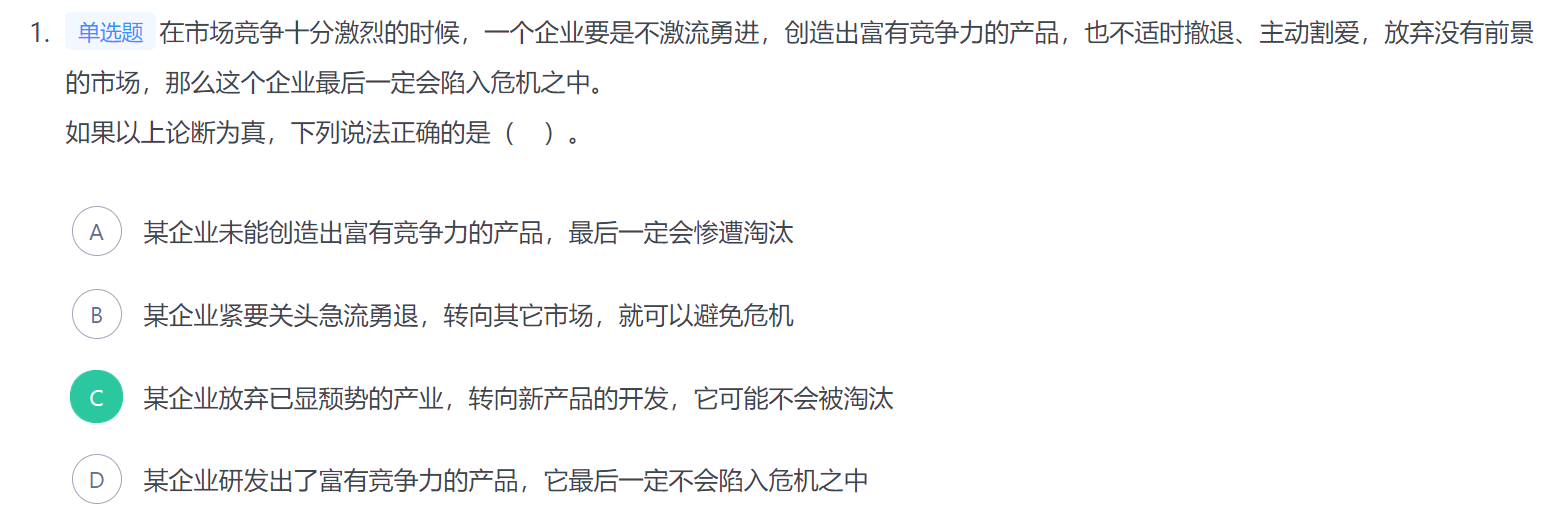 1. 单选题 在市场竞争十分激烈的时候，一个企业要是不激流勇进，创造出富有竞争力的产品，也不适时撤退、主动割爱，放弃没有前景
的市场，那么这个企业最后一定会陷入危机之中。
如果以上论断为真，下列说法正确的是（　）。
A 某企业未能创造出富有竞争力的产品，最后一定会惨遭淘汰
B 某企业紧要关头急流勇退，转向其它市场，就可以避免危机
C 某企业放弃已显颓势的产业，转向新产品的开发，它可能不会被淘汰
D 某企业研发出了富有竞争力的产品，它最后一定不会陷入危机之中